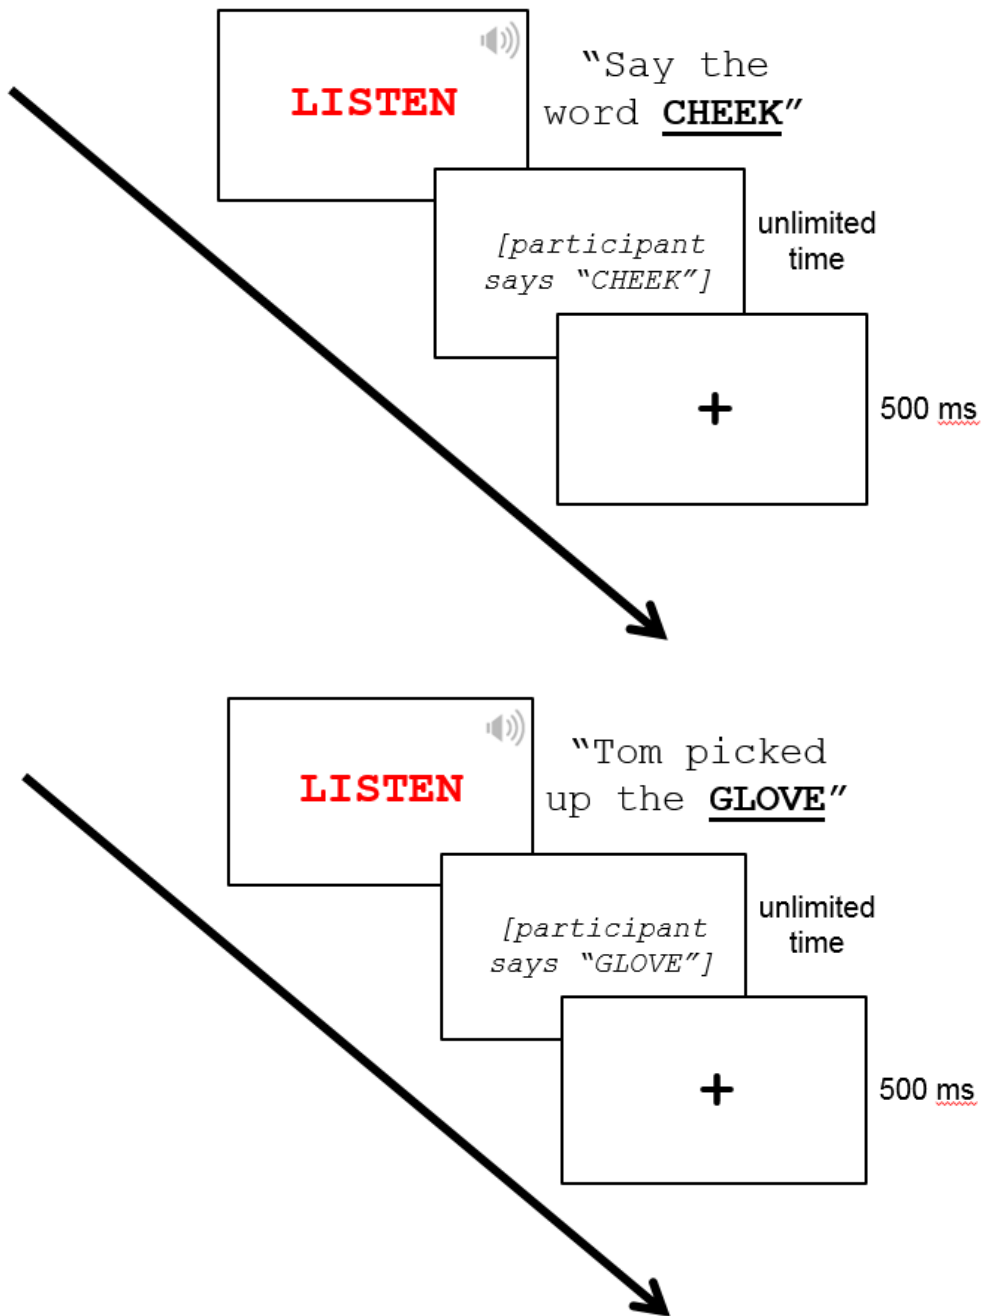 LISTEN
“Say the
word CHEEK”
[participant
says “CHEEK”]
unlimited
time
500 ms
LISTEN
“Tom picked
up the GLOVE”
[participant
says “GLOVE”]
unlimited
time
500 ms